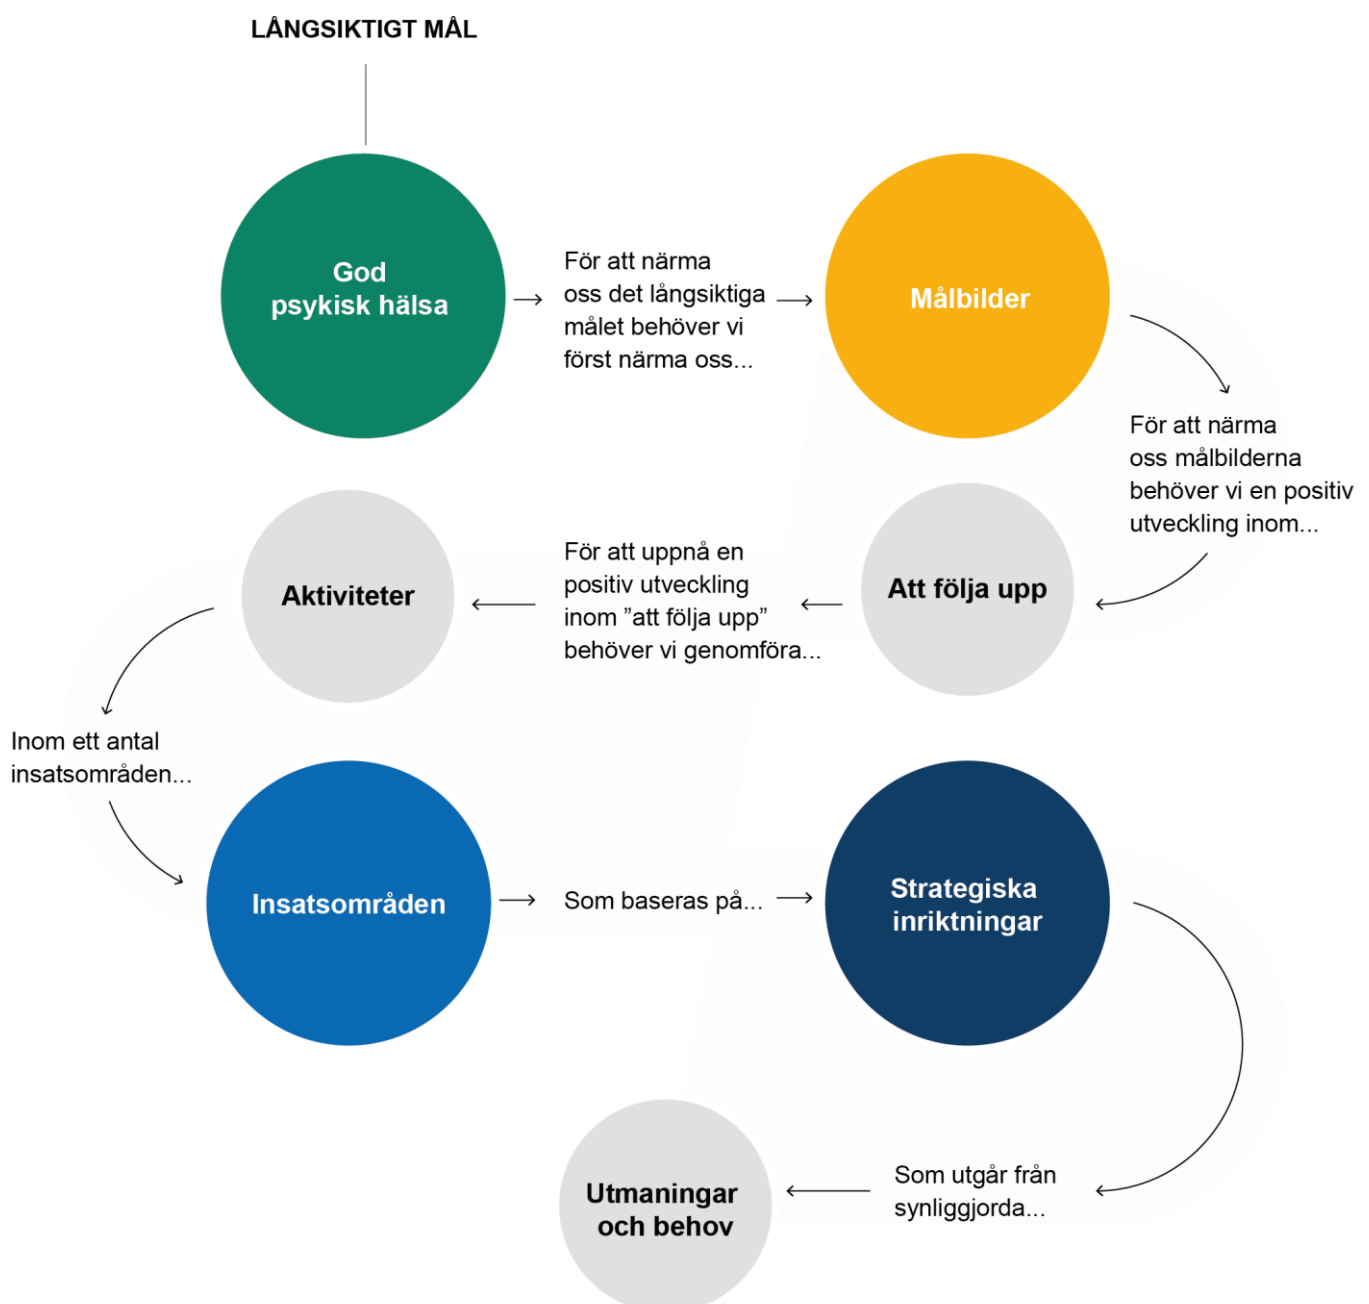 LÅNGSIKTIGT MÅL
God
psykisk hälsa
För att närma
oss det långsiktiga
målet behöver vi
först närma oss...
Målbilder
För att närma
oss målbilderna
behöver vi en positiv
utveckling inom...
Att följa upp
För att uppnå en
positiv utveckling
inom ”att följa upp”
behöver vi genomföra...
Aktiviteter
Inom ett antal
insatsområden...
Insatsområden
Som baseras på...
Strategiska
inriktningar
Som utgår från
synliggjorda...
Utmaningar
och behov